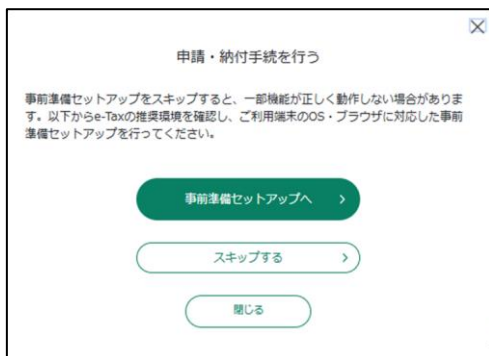 申請・納付手続を行う
事前準備セットアップをスキップすると、一部機能が正しく動作しない場合がありま
す。以下からe-Taxの推奨環境を確認し、ご利用端末のOS・ブラウザに対応した事前
準備セットアップを行ってください。
事前準備セットアップへ
スキップする
閉じる